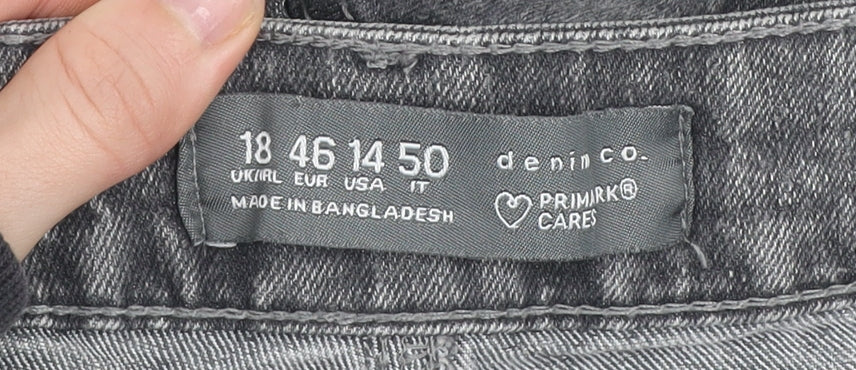 18 46 14 50
UK/IRL EUR USA IT
MADE IN BANGLADESH
denim co.
PRIMARK®
CARES